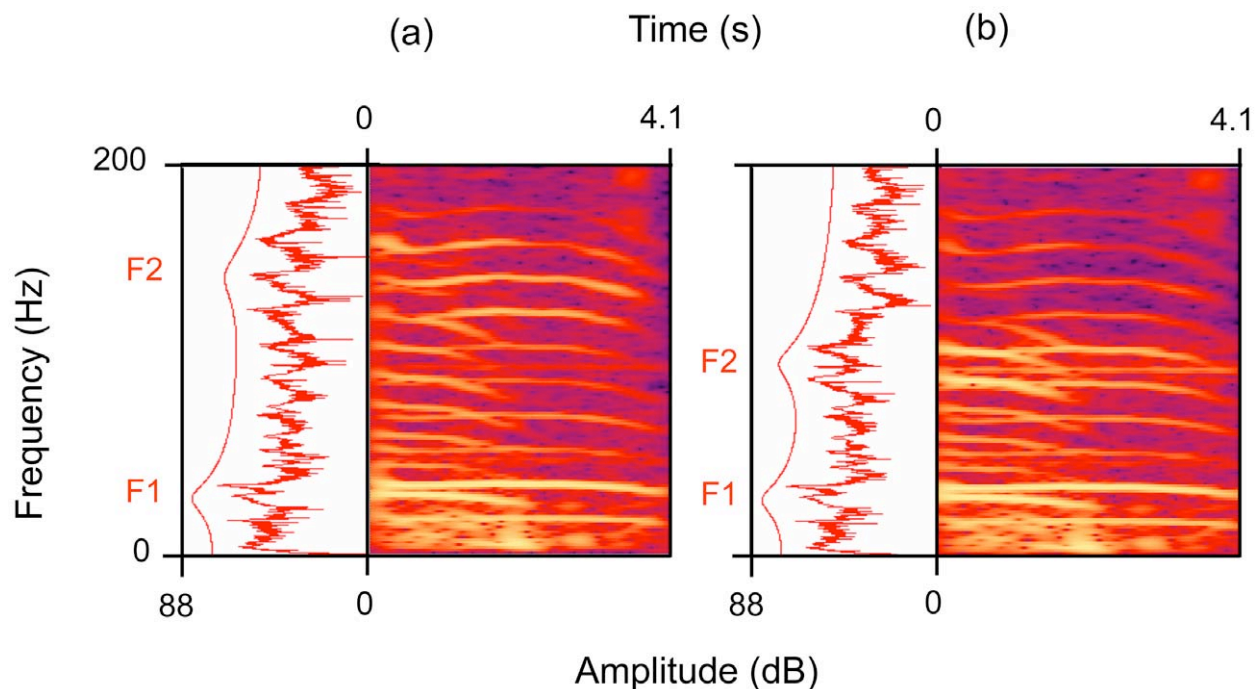 (a) Time (s) (b)
0 4.1 0 4.1
200
F2
F2
F1 F1
Frequency (Hz)
0
88 0 88 0
Amplitude (dB)